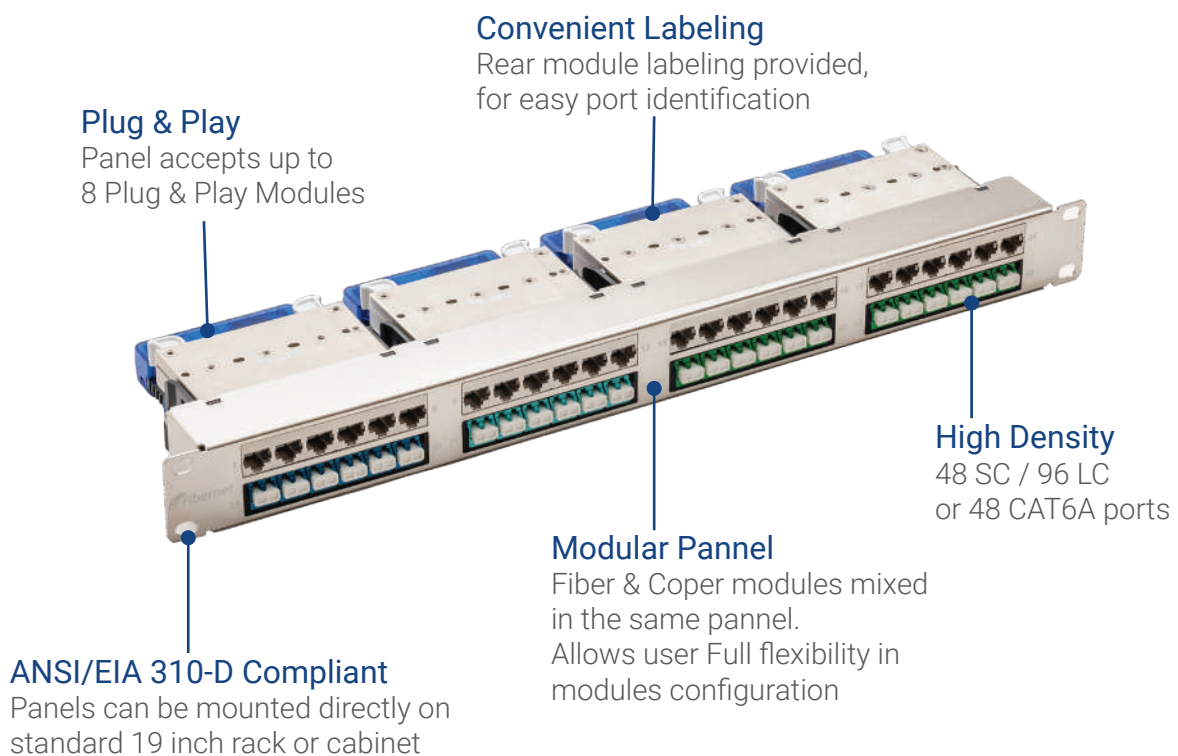 Convenient Labeling
Rear module labeling provided,
for easy port identification
Plug & Play
Panel accepts up to
8 Plug & Play Modules
High Density
48 SC / 96 LC
or 48 CAT6A ports
Modular Pannel
Fiber & Coper modules mixed
in the same pannel.
Allows user Full flexibility in
modules configuration
ANSI/EIA 310-D Compliant
Panels can be mounted directly on
standard 19 inch rack or cabinet
Fibernet